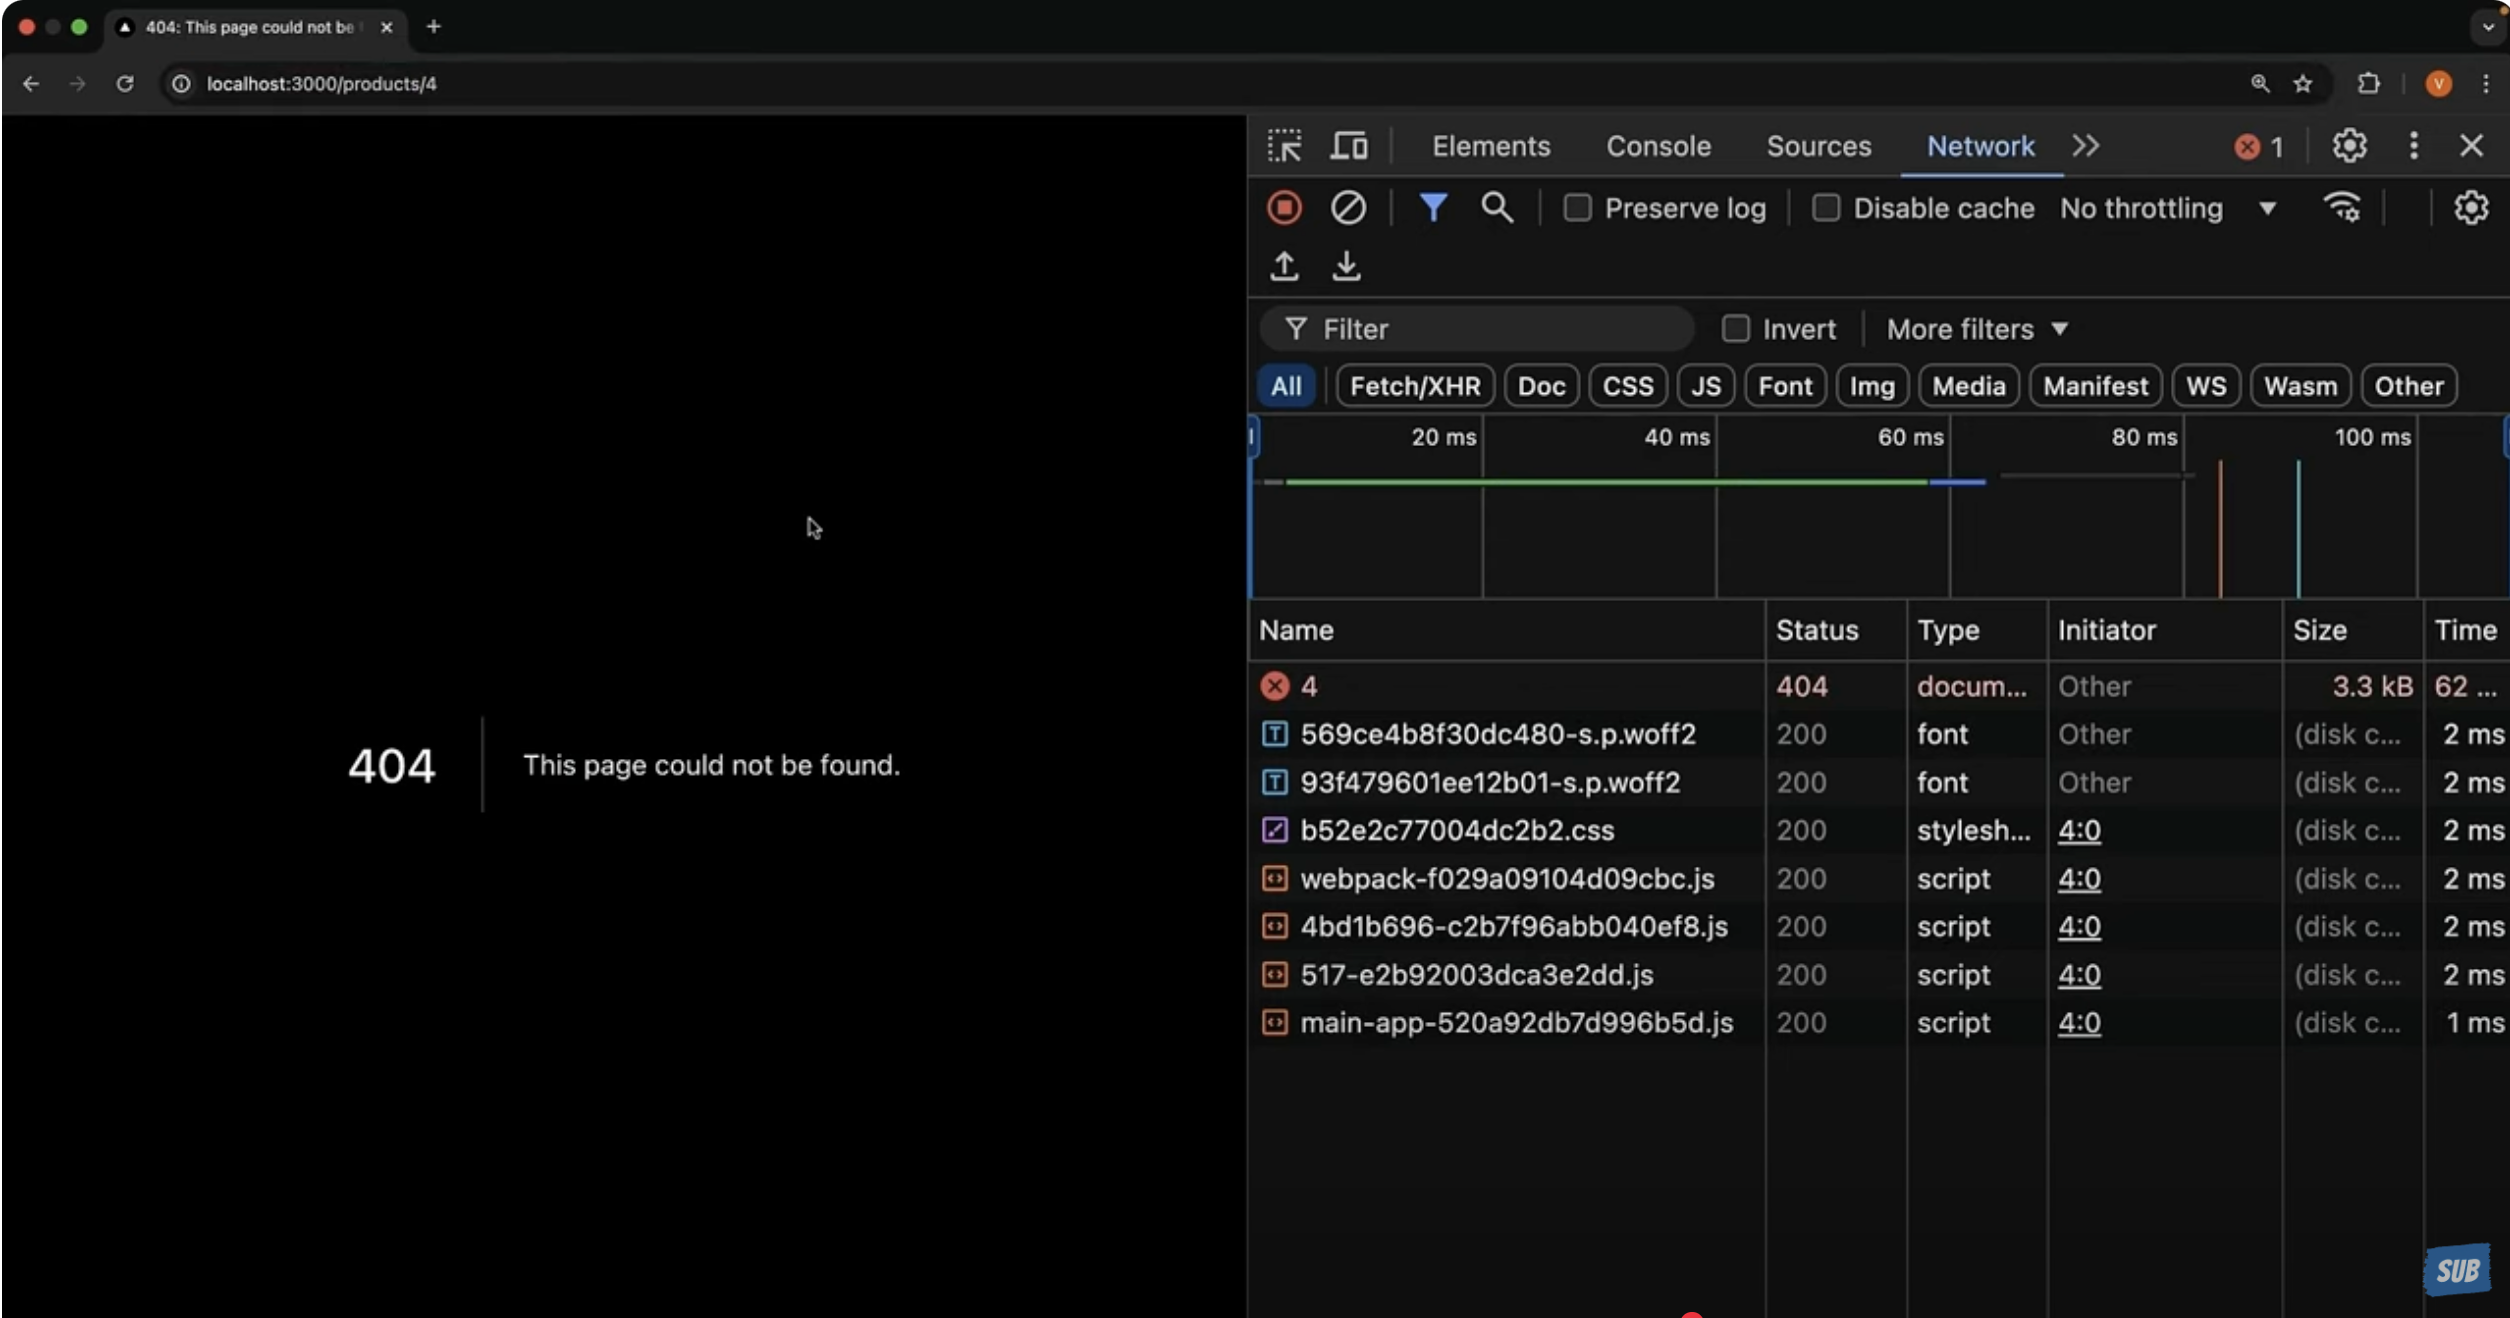 404: This page could not be
localhost:3000/products/4
V
Elements Console Sources Network 1
Preserve log Disable cache No throttling
Filter Invert More filters
All Fetch/XHR Doc CSS JS Font Img Media Manifest WS Wasm Other
20 ms 40 ms 60 ms 80 ms 100 ms
Name Status Type Initiator Size Time
4 404 docum... Other 3.3 kB 62 ...
569ce4b8f30dc480-s.p.woff2 200 font Other (disk c... 2 ms
93f479601ee12b01-s.p.woff2 200 font Other (disk c... 2 ms
b52e2c77004dc2b2.css 200 stylesh... 4:0 (disk c... 2 ms
webpack-f029a09104d09cbc.js 200 script 4:0 (disk c... 2 ms
4bd1b696-c2b7f96abb040ef8.js 200 script 4:0 (disk c... 2 ms
517-e2b92003dca3e2dd.js 200 script 4:0 (disk c... 2 ms
main-app-520a92db7d996b5d.js 200 script 4:0 (disk c... 1 ms
404 This page could not be found.
SUB